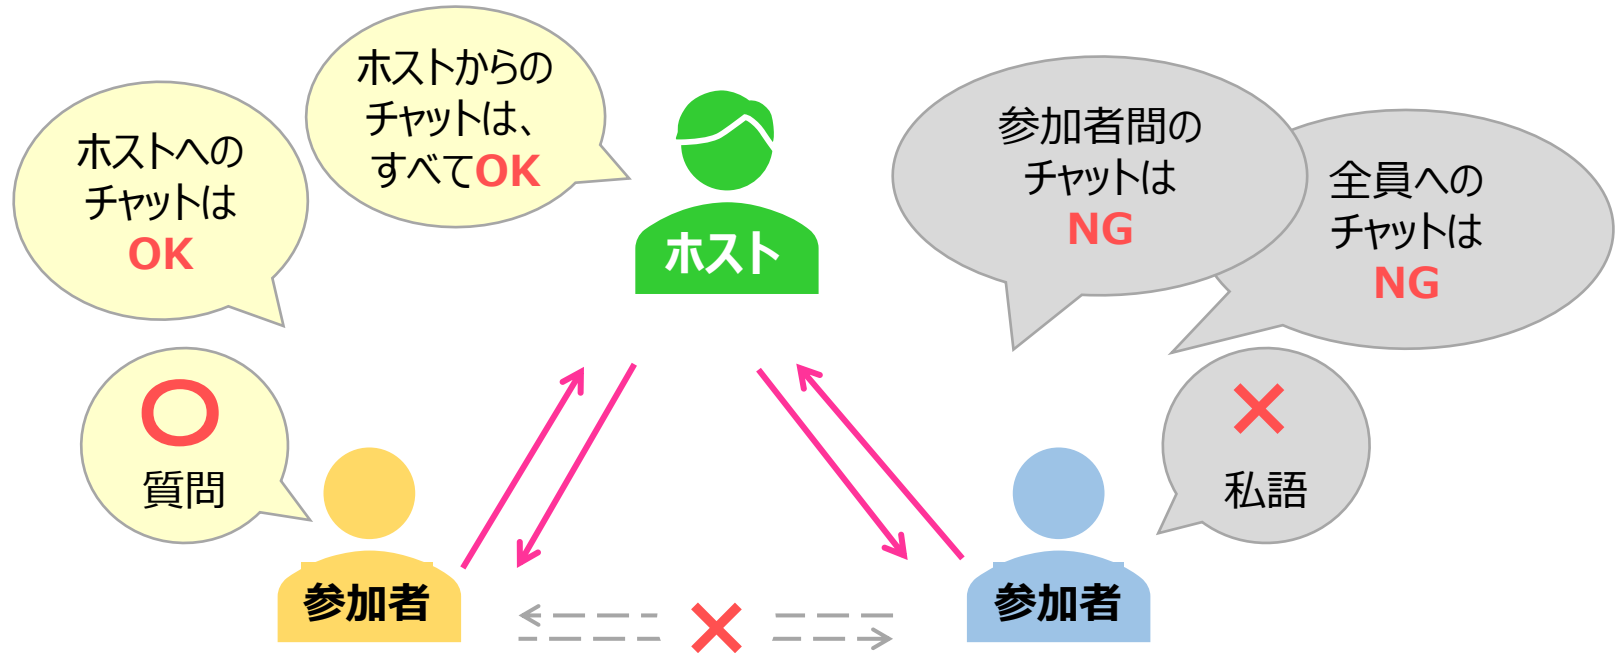 ホストからの
チャットは、
すべてOK
ホストへの
チャットは
OK
ホスト
参加者間の
チャットは
NG
全員への
チャットは
NG
〇
質問
×
私語
参加者
×
参加者